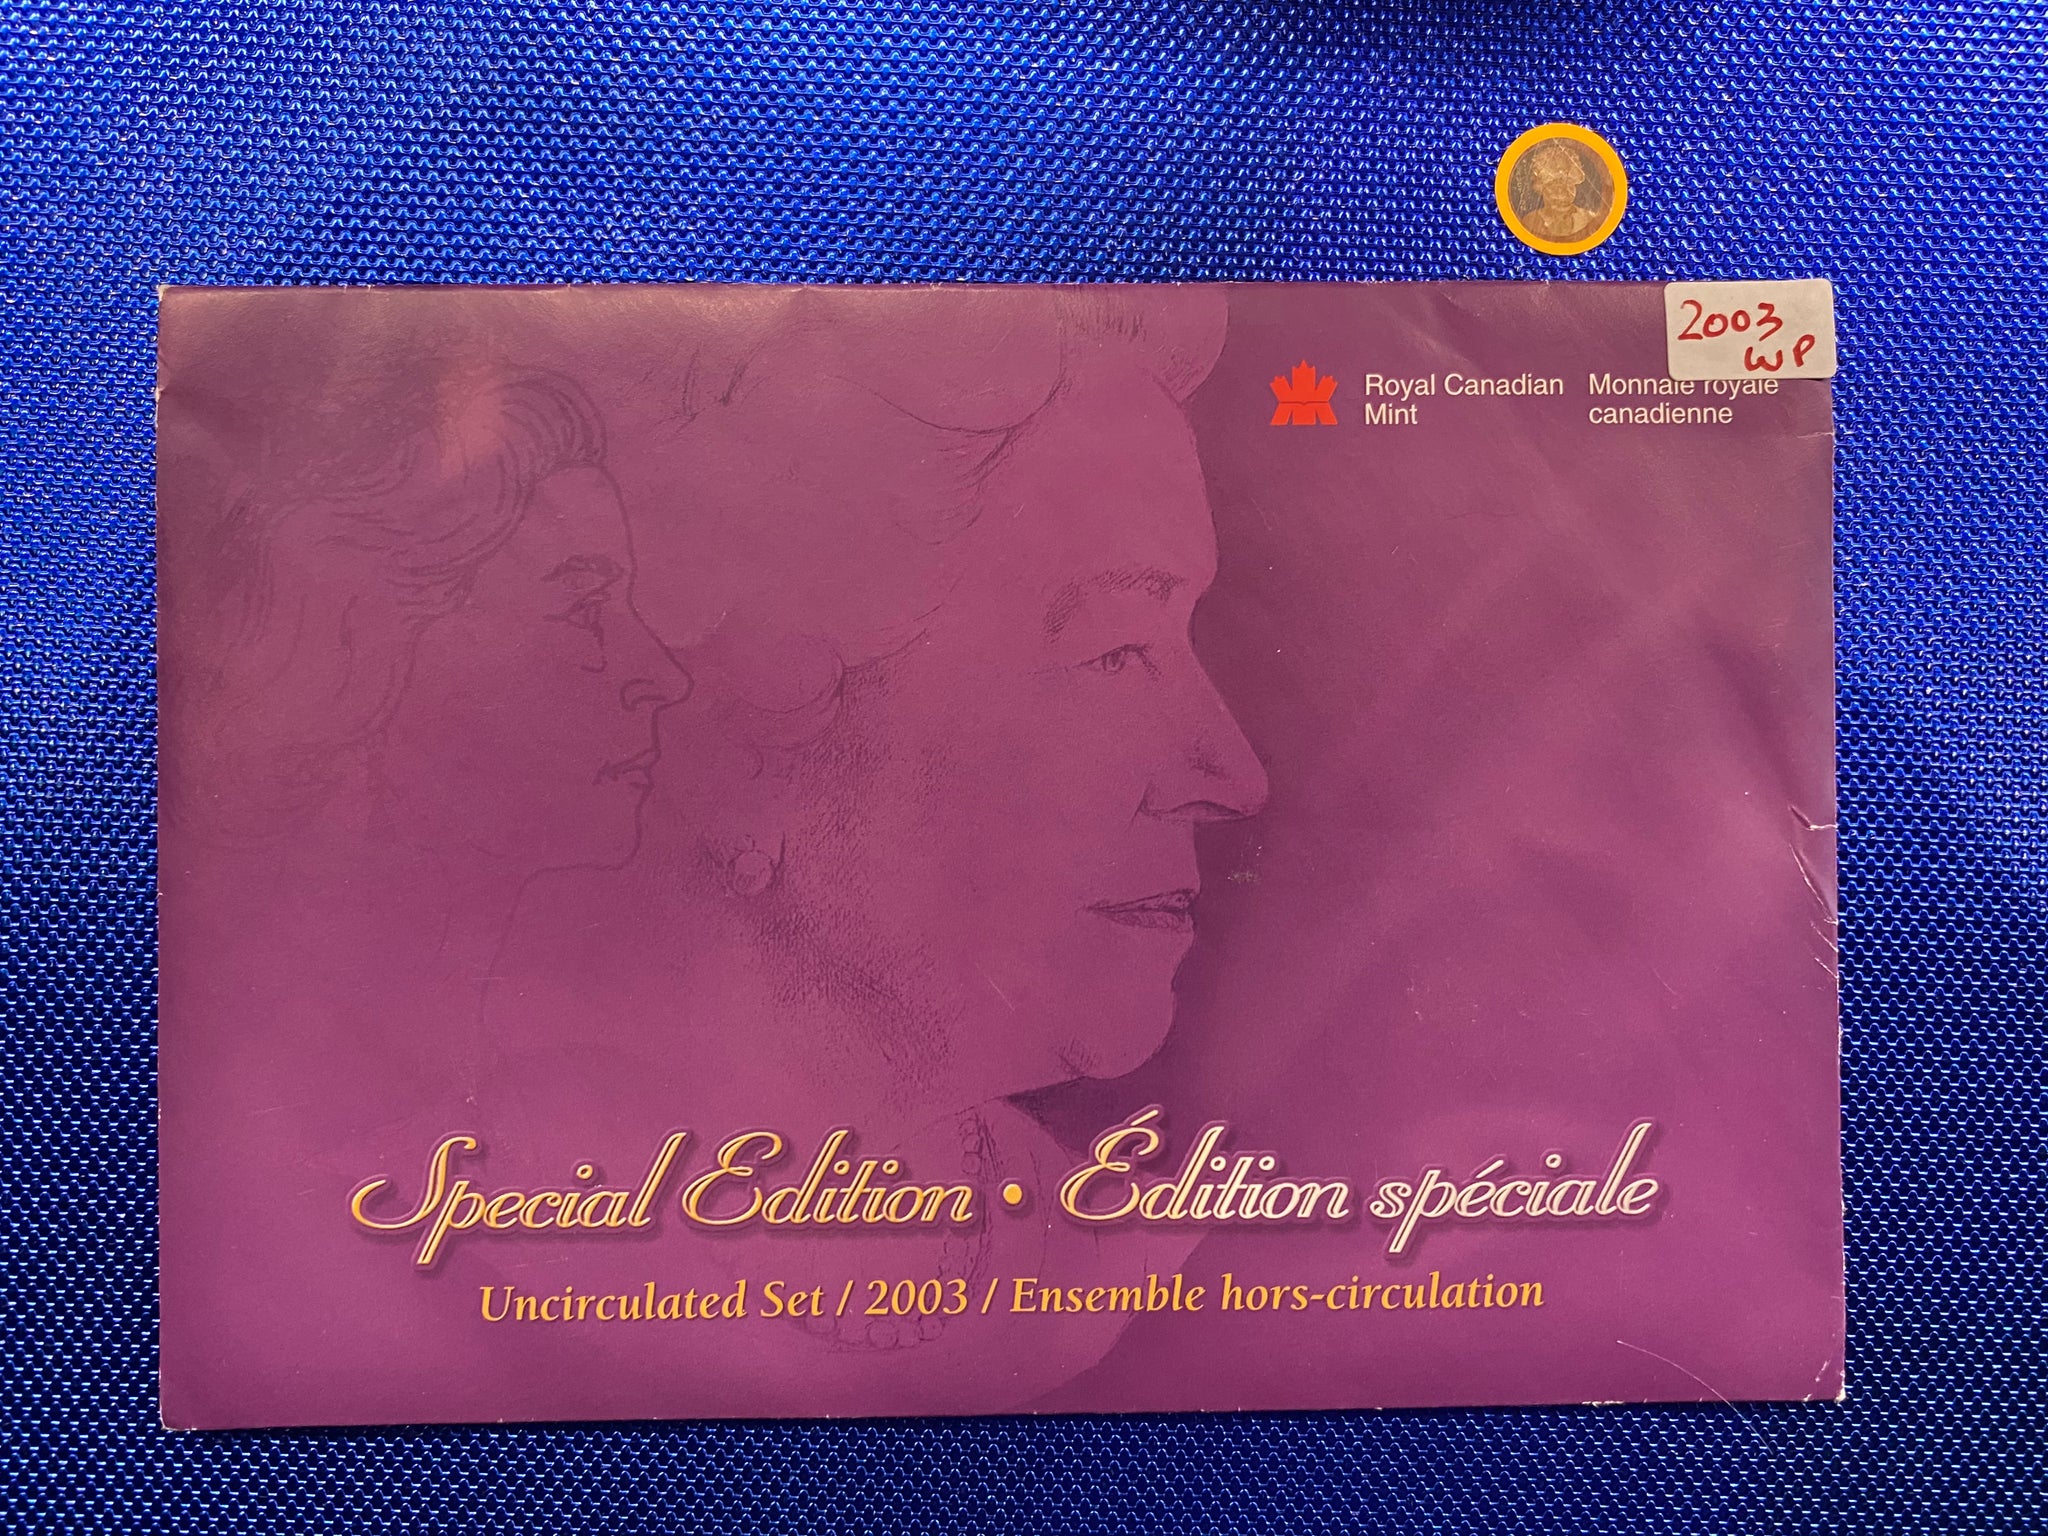 2003
WP
Royal Canadian Mint
Monnaie royale canadienne
Special Edition • Édition spéciale
Uncirculated Set / 2003 / Ensemble hors-circulation